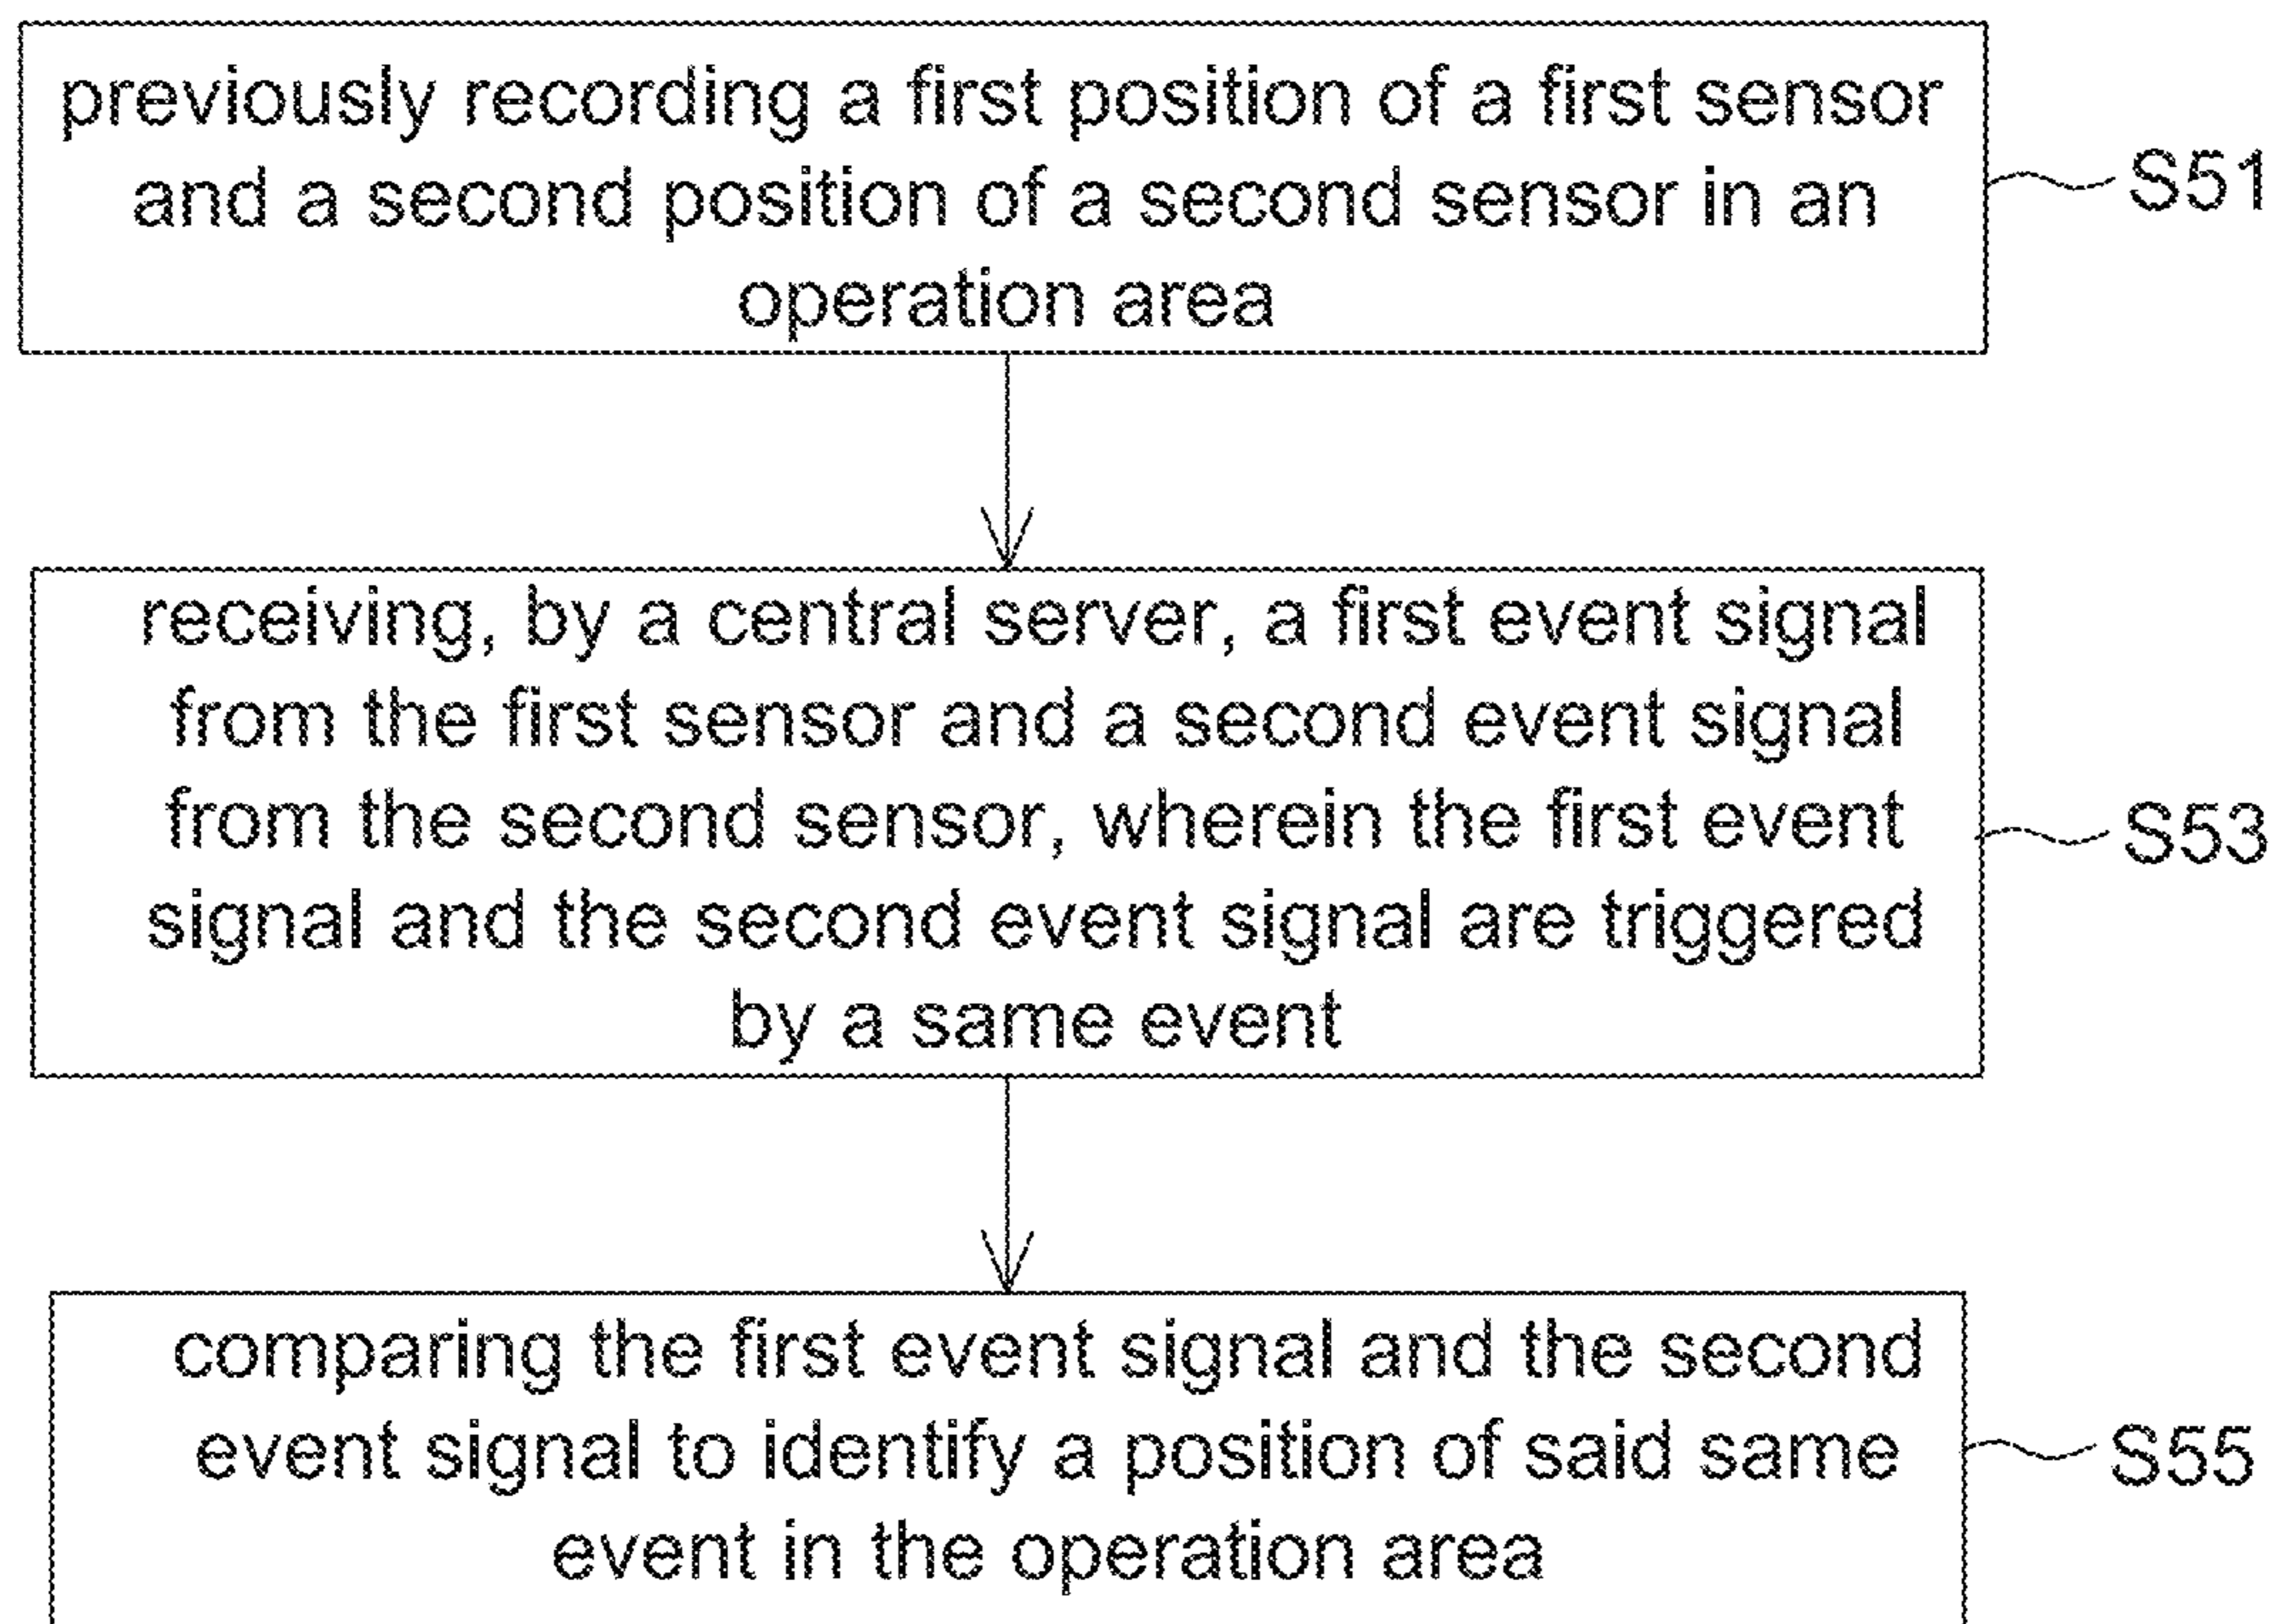 previously recording a first position of a first sensor
and a second position of a second sensor in an
operation area
S51
receiving, by a central server, a first event signal
from the first sensor and a second event signal
from the second sensor, wherein the first event
signal and the second event signal are triggered
by a same event
S53
comparing the first event signal and the second
event signal to identify a position of said same
event in the operation area
S55